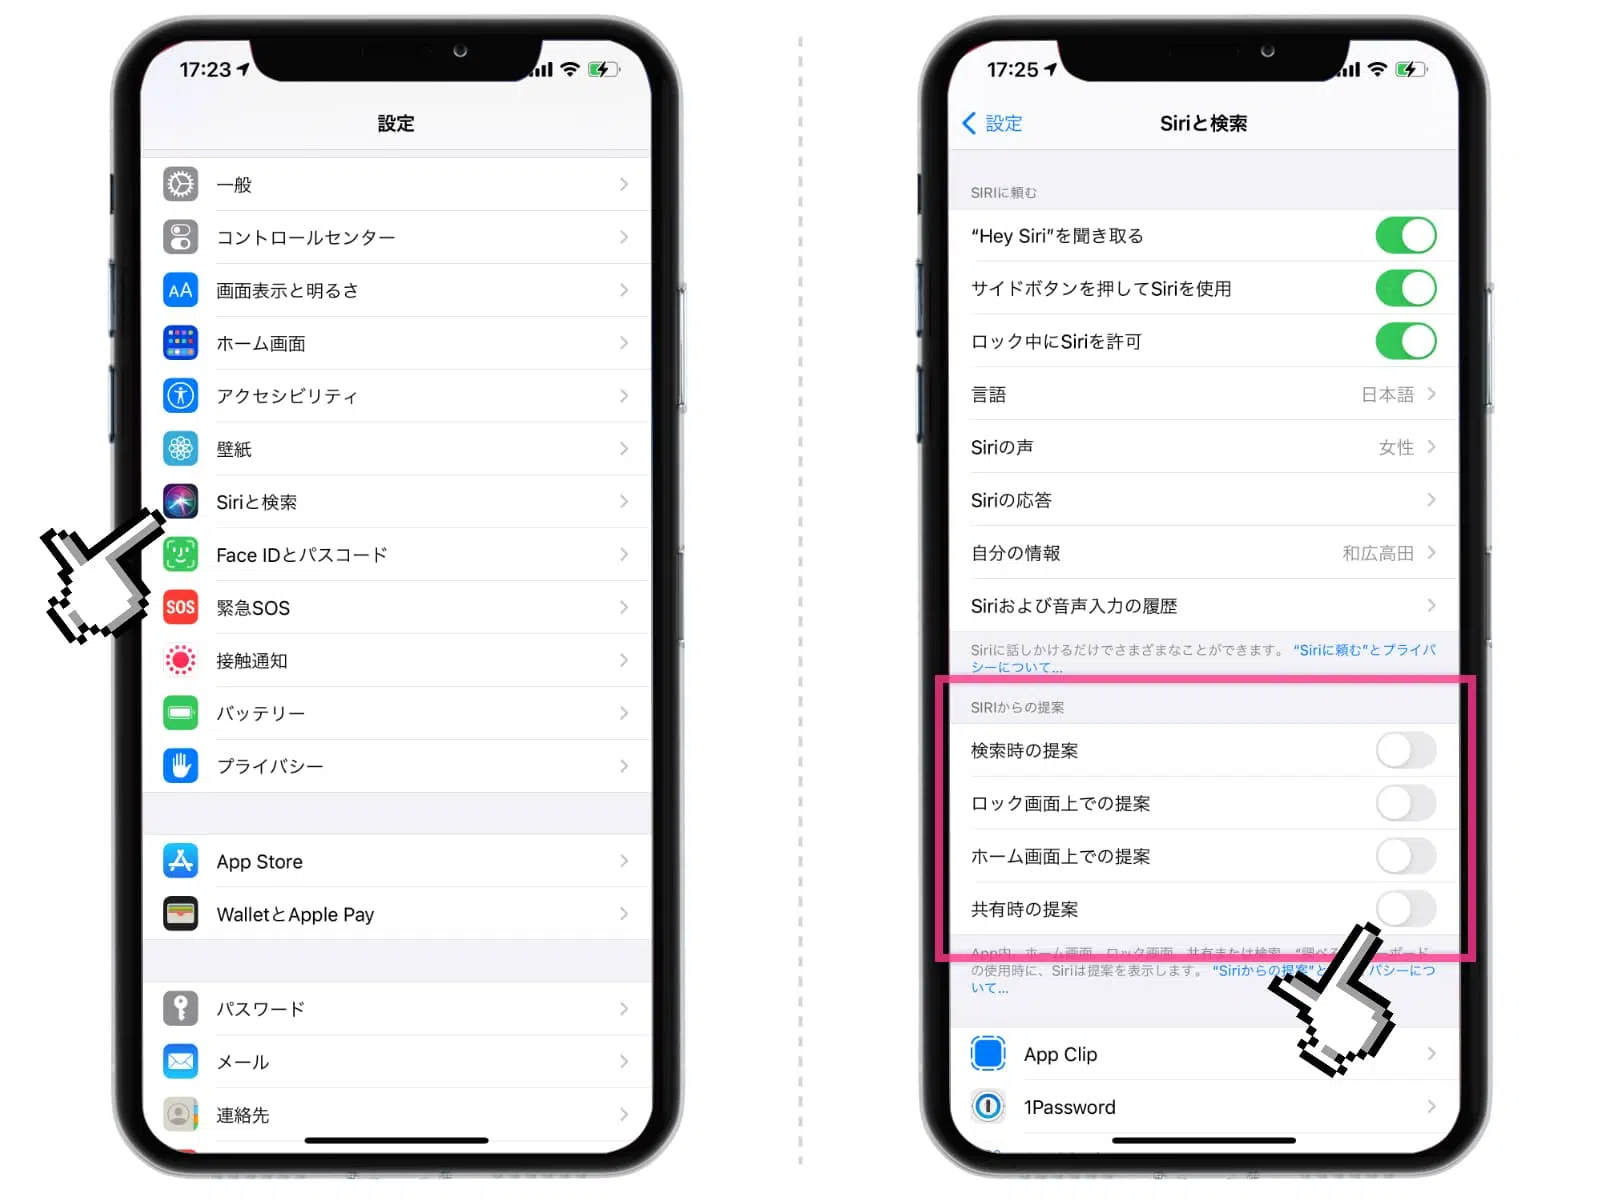 17:23
設定
一般
コントロールセンター
AA
画面表示と明るさ
ホーム画面
アクセシビリティ
壁紙
Siriと検索
Face IDとパスコード
SOS
緊急SOS
接触通知
バッテリー
プライバシー
App Store
WalletとApple Pay
パスワード
メール
連絡先
17:25
設定
Siriと検索
SIRIに頼む
“Hey Siri”を聞き取る
サイドボタンを押してSiriを使用
ロック中にSiriを許可
言語 日本語
Siriの声 女性
Siriの応答
自分の情報 和広高田
Siriおよび音声入力の履歴
Siriに話しかけるだけでさまざまなことができます。 “Siriに頼む”とプライバ
シーについて...
SIRIからの提案
検索時の提案
ロック画面上での提案
ホーム画面上での提案
共有時の提案
App内、ホーム画面、ロック画面、共有または検索、“調べる ーボード
の使用時に、Siriは提案を表示します。 “Siriからの提案”と バシーにつ
いて...
App Clip
1Password